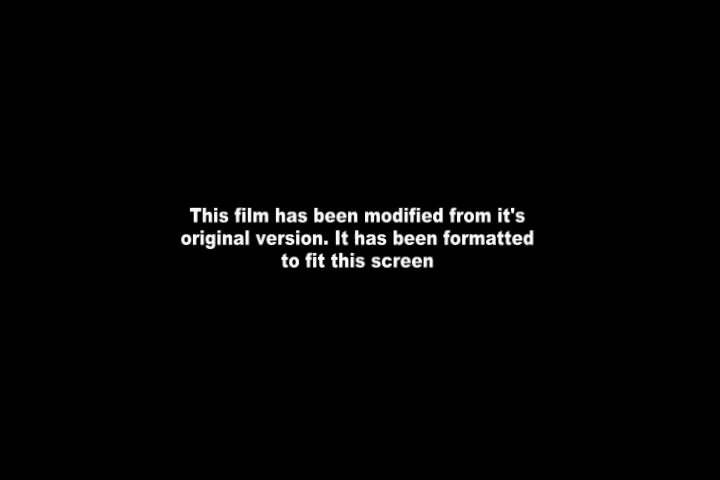 This film has been modified from it's
original version. It has been formatted
to fit this screen